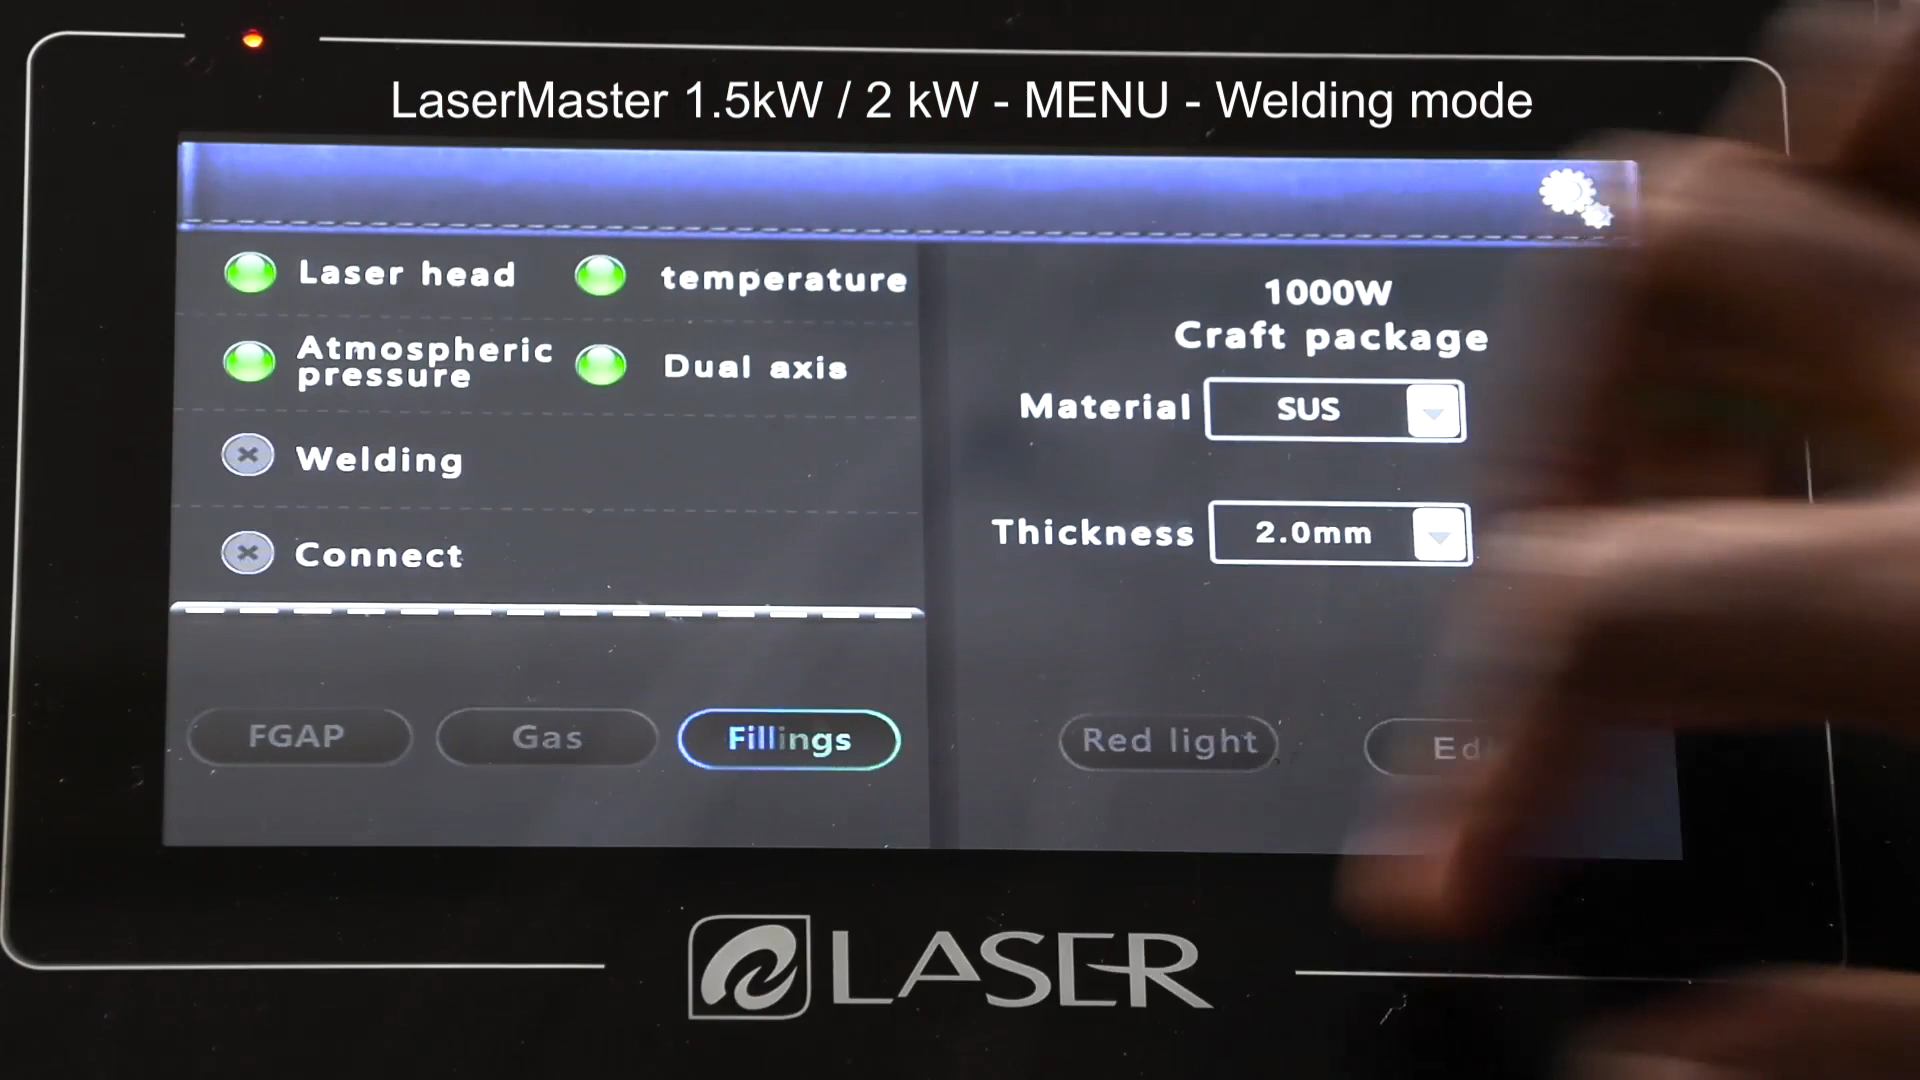 LaserMaster 1.5kW / 2 kW - MENU - Welding mode
Laser head
temperature
Atmospheric
pressure
Dual axis
Welding
Connect
FGAP
Gas
Fillings
1000W
Craft package
Material
SUS
Thickness
2.0mm
Red light
LASER